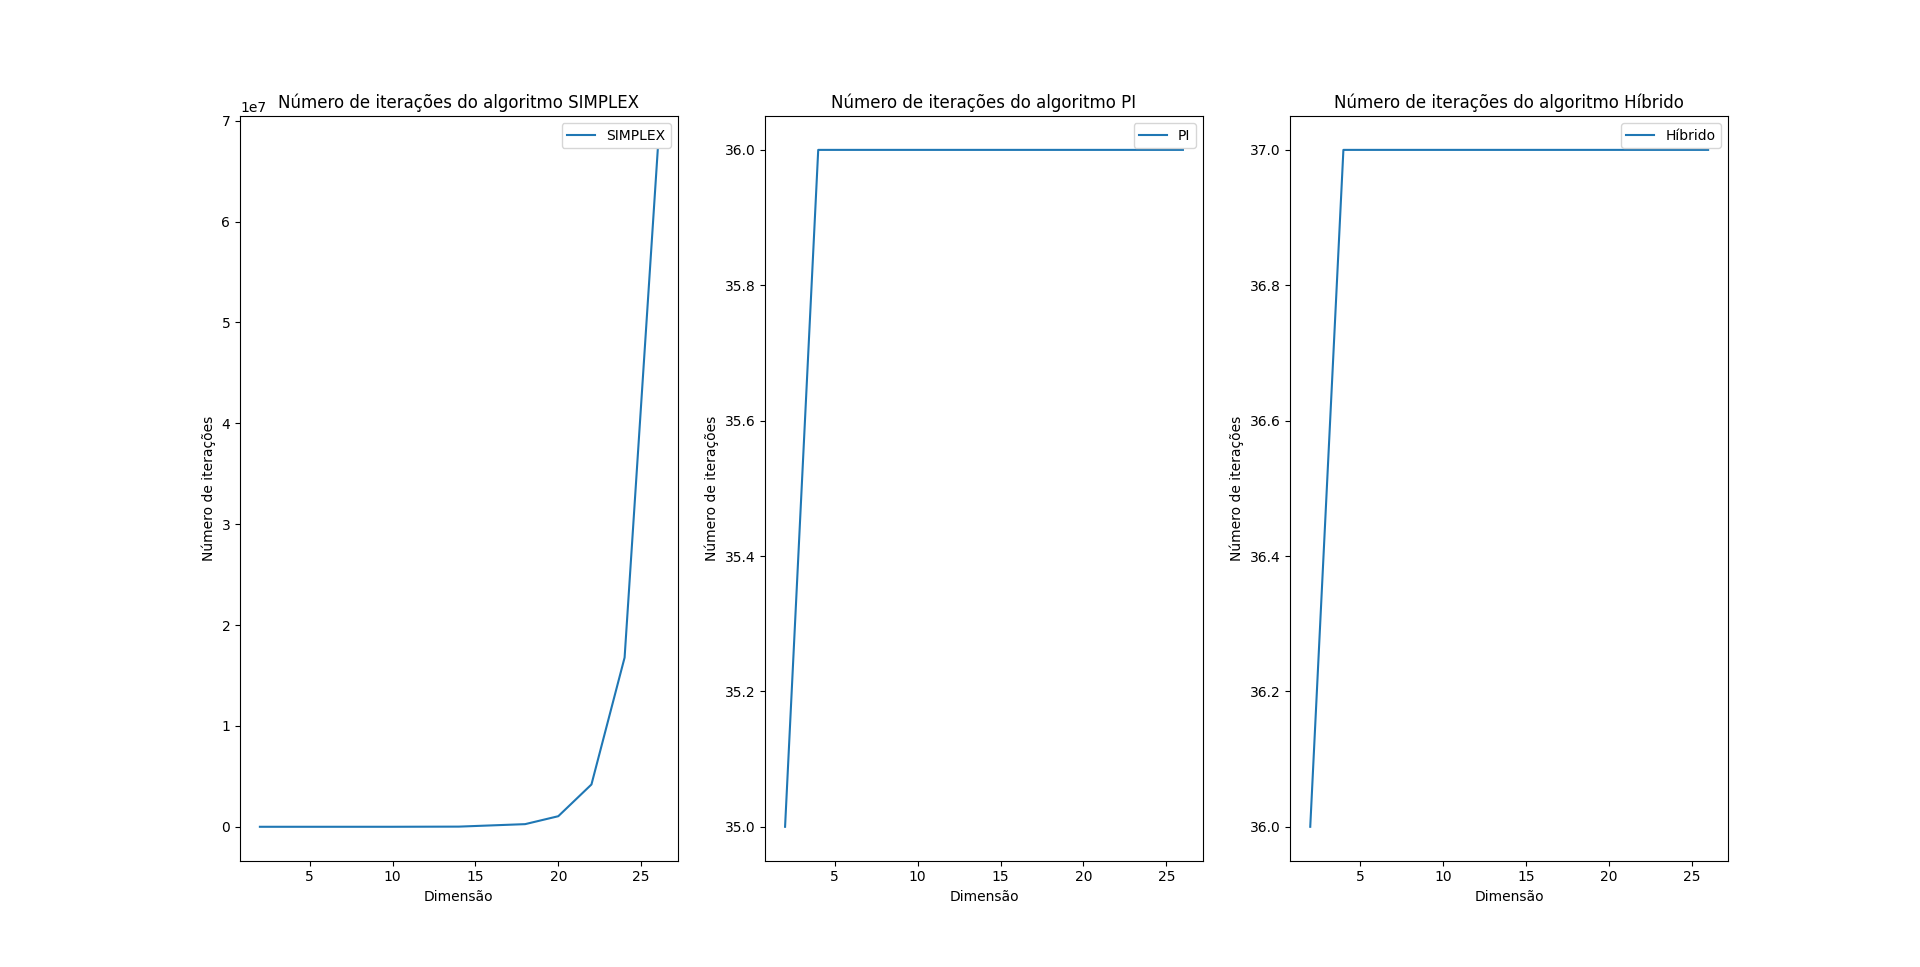 Número de iterações do algoritmo SIMPLEX
1e7
SIMPLEX
7
6
5
4
3
2
1
0
Número de iterações
5 10 15 20 25
Dimensão
Número de iterações do algoritmo PI
PI
36.0
35.8
35.6
35.4
35.2
35.0
Número de iterações
5 10 15 20 25
Dimensão
Número de iterações do algoritmo Híbrido
Híbrido
37.0
36.8
36.6
36.4
36.2
36.0
Número de iterações
5 10 15 20 25
Dimensão